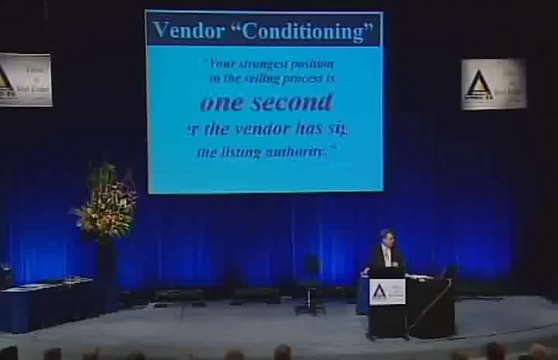 Vendor “Conditioning”
“Your strongest position
in the selling process is
one second
er the vendor has sig
the listing authority.”